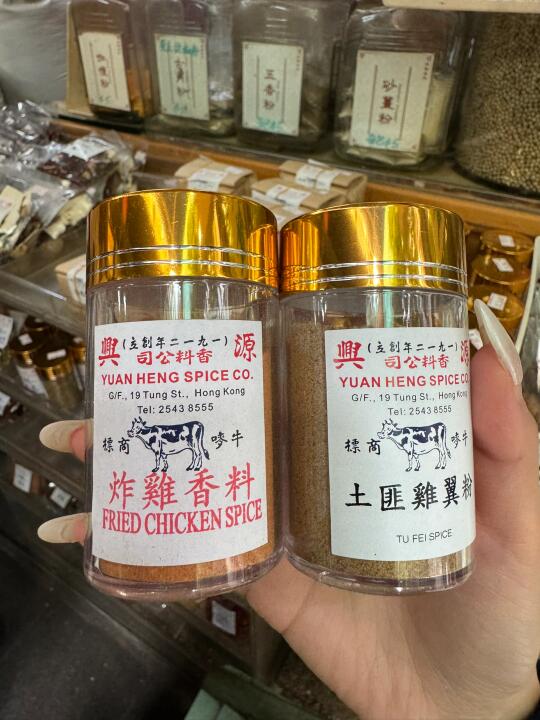 五香粉
砂薑粉
興 (立創年二一九一) 源
司公料香
YUAN HENG SPICE CO.
G/F., 19 Tung St., Hong Kong
Tel: 2543 8555
標商 嘜牛
炸雞香料
FRIED CHICKEN SPICE
興 (立創年二一九一) 源
司公料香
YUAN HENG SPICE CO.
G/F., 19 Tung St., Hong Kong
Tel: 2543 8555
標商 嘜牛
土匪雞翼粉
TU FEI SPICE